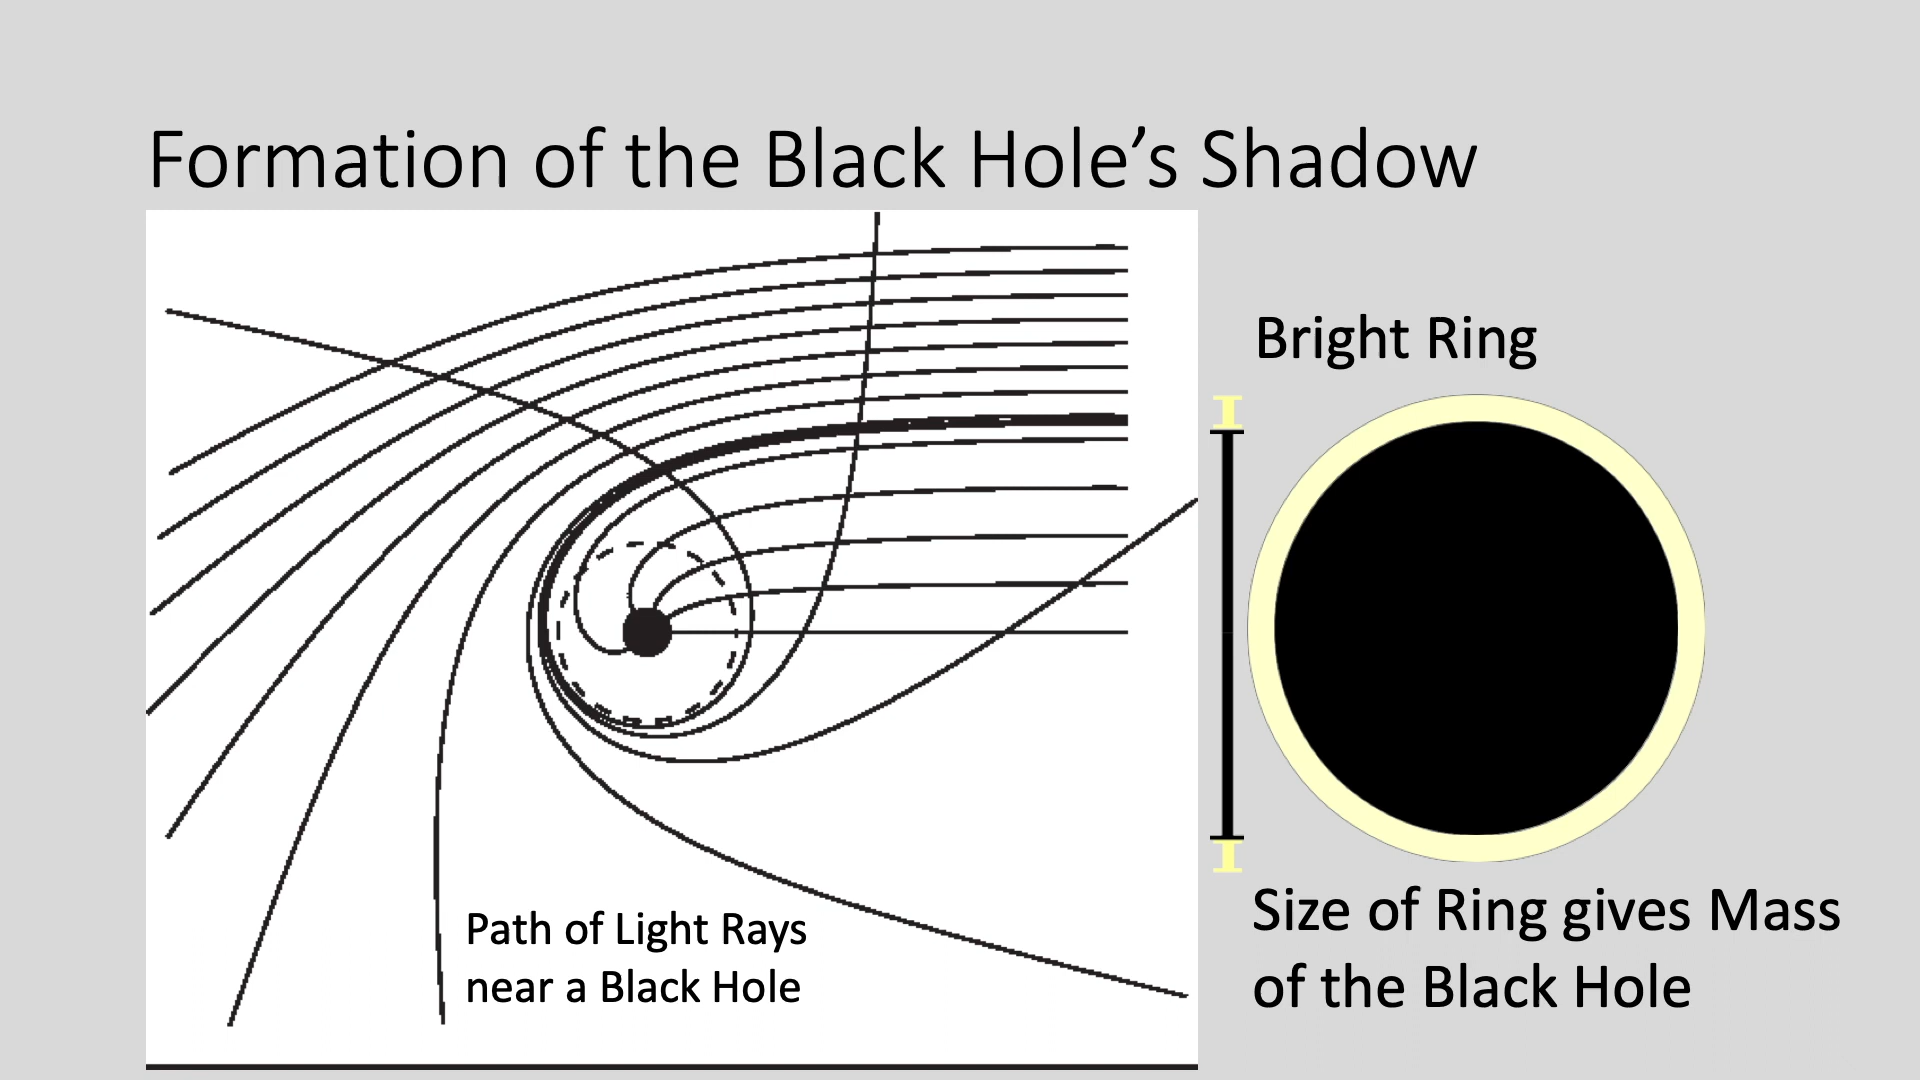 Formation of the Black Hole’s Shadow
Bright Ring
Path of Light Rays
near a Black Hole
Size of Ring gives Mass
of the Black Hole